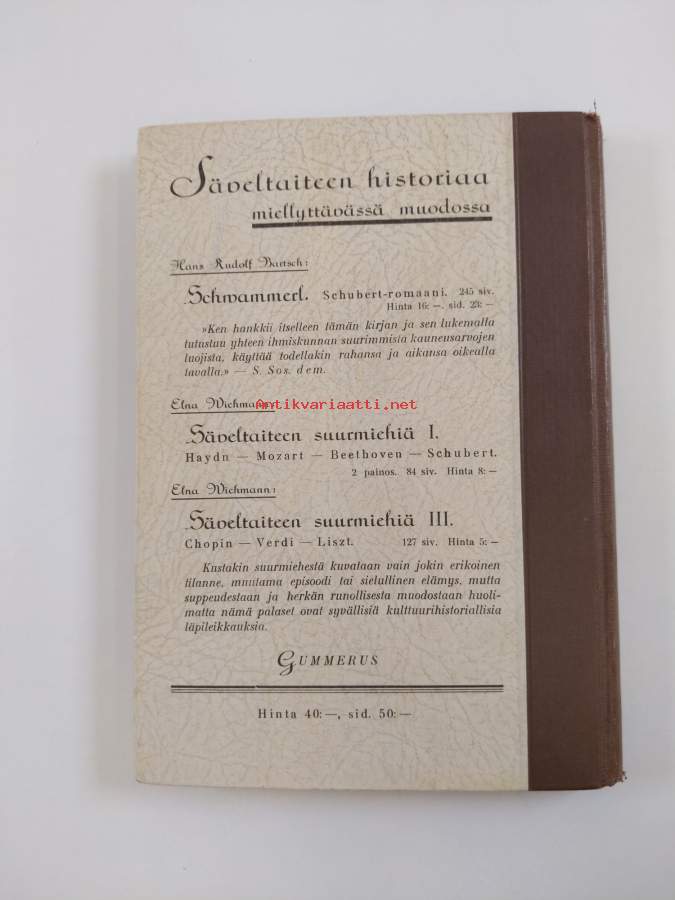 Säveltaiteen historiaa
miellyttävässä muodossa
Hans Rudolf Bartsch:
Schwammerl. Schubert-romaani. 245 siv.
Hinta 16:—, sid. 23:—
»Ken hankkii itselleen tämän kirjan ja sen lukemalla
tutustuu yhteen ihmiskunnan suurimmista kauneusarvojen
luojista, käyttää todellakin rahansa ja aikansa oikealla
tavalla.» — S. Sos. dem.
Elna Wichmann:
Antikvariaatti.net
Säveltaiteen suurmiehiä I.
Haydn — Mozart — Beethoven — Schubert.
2 painos. 84 siv. Hinta 8:—
Elna Wichmann:
Säveltaiteen suurmiehiä III.
Chopin — Verdi — Liszt. 127 siv. Hinta 5:—
Kustakin suurmiehestä kuvataan vain jokin erikoinen
tilanne, muutama episoodi tai sielullinen elämys, mutta
suppeudestaan ja herkän runollisesta muodostaan huoli-
matta nämä palaset ovat syvällisiä kulttuurihistoriallisia
läpileikkauksia.
GUMMERUS
Hinta 40:—, sid. 50:—